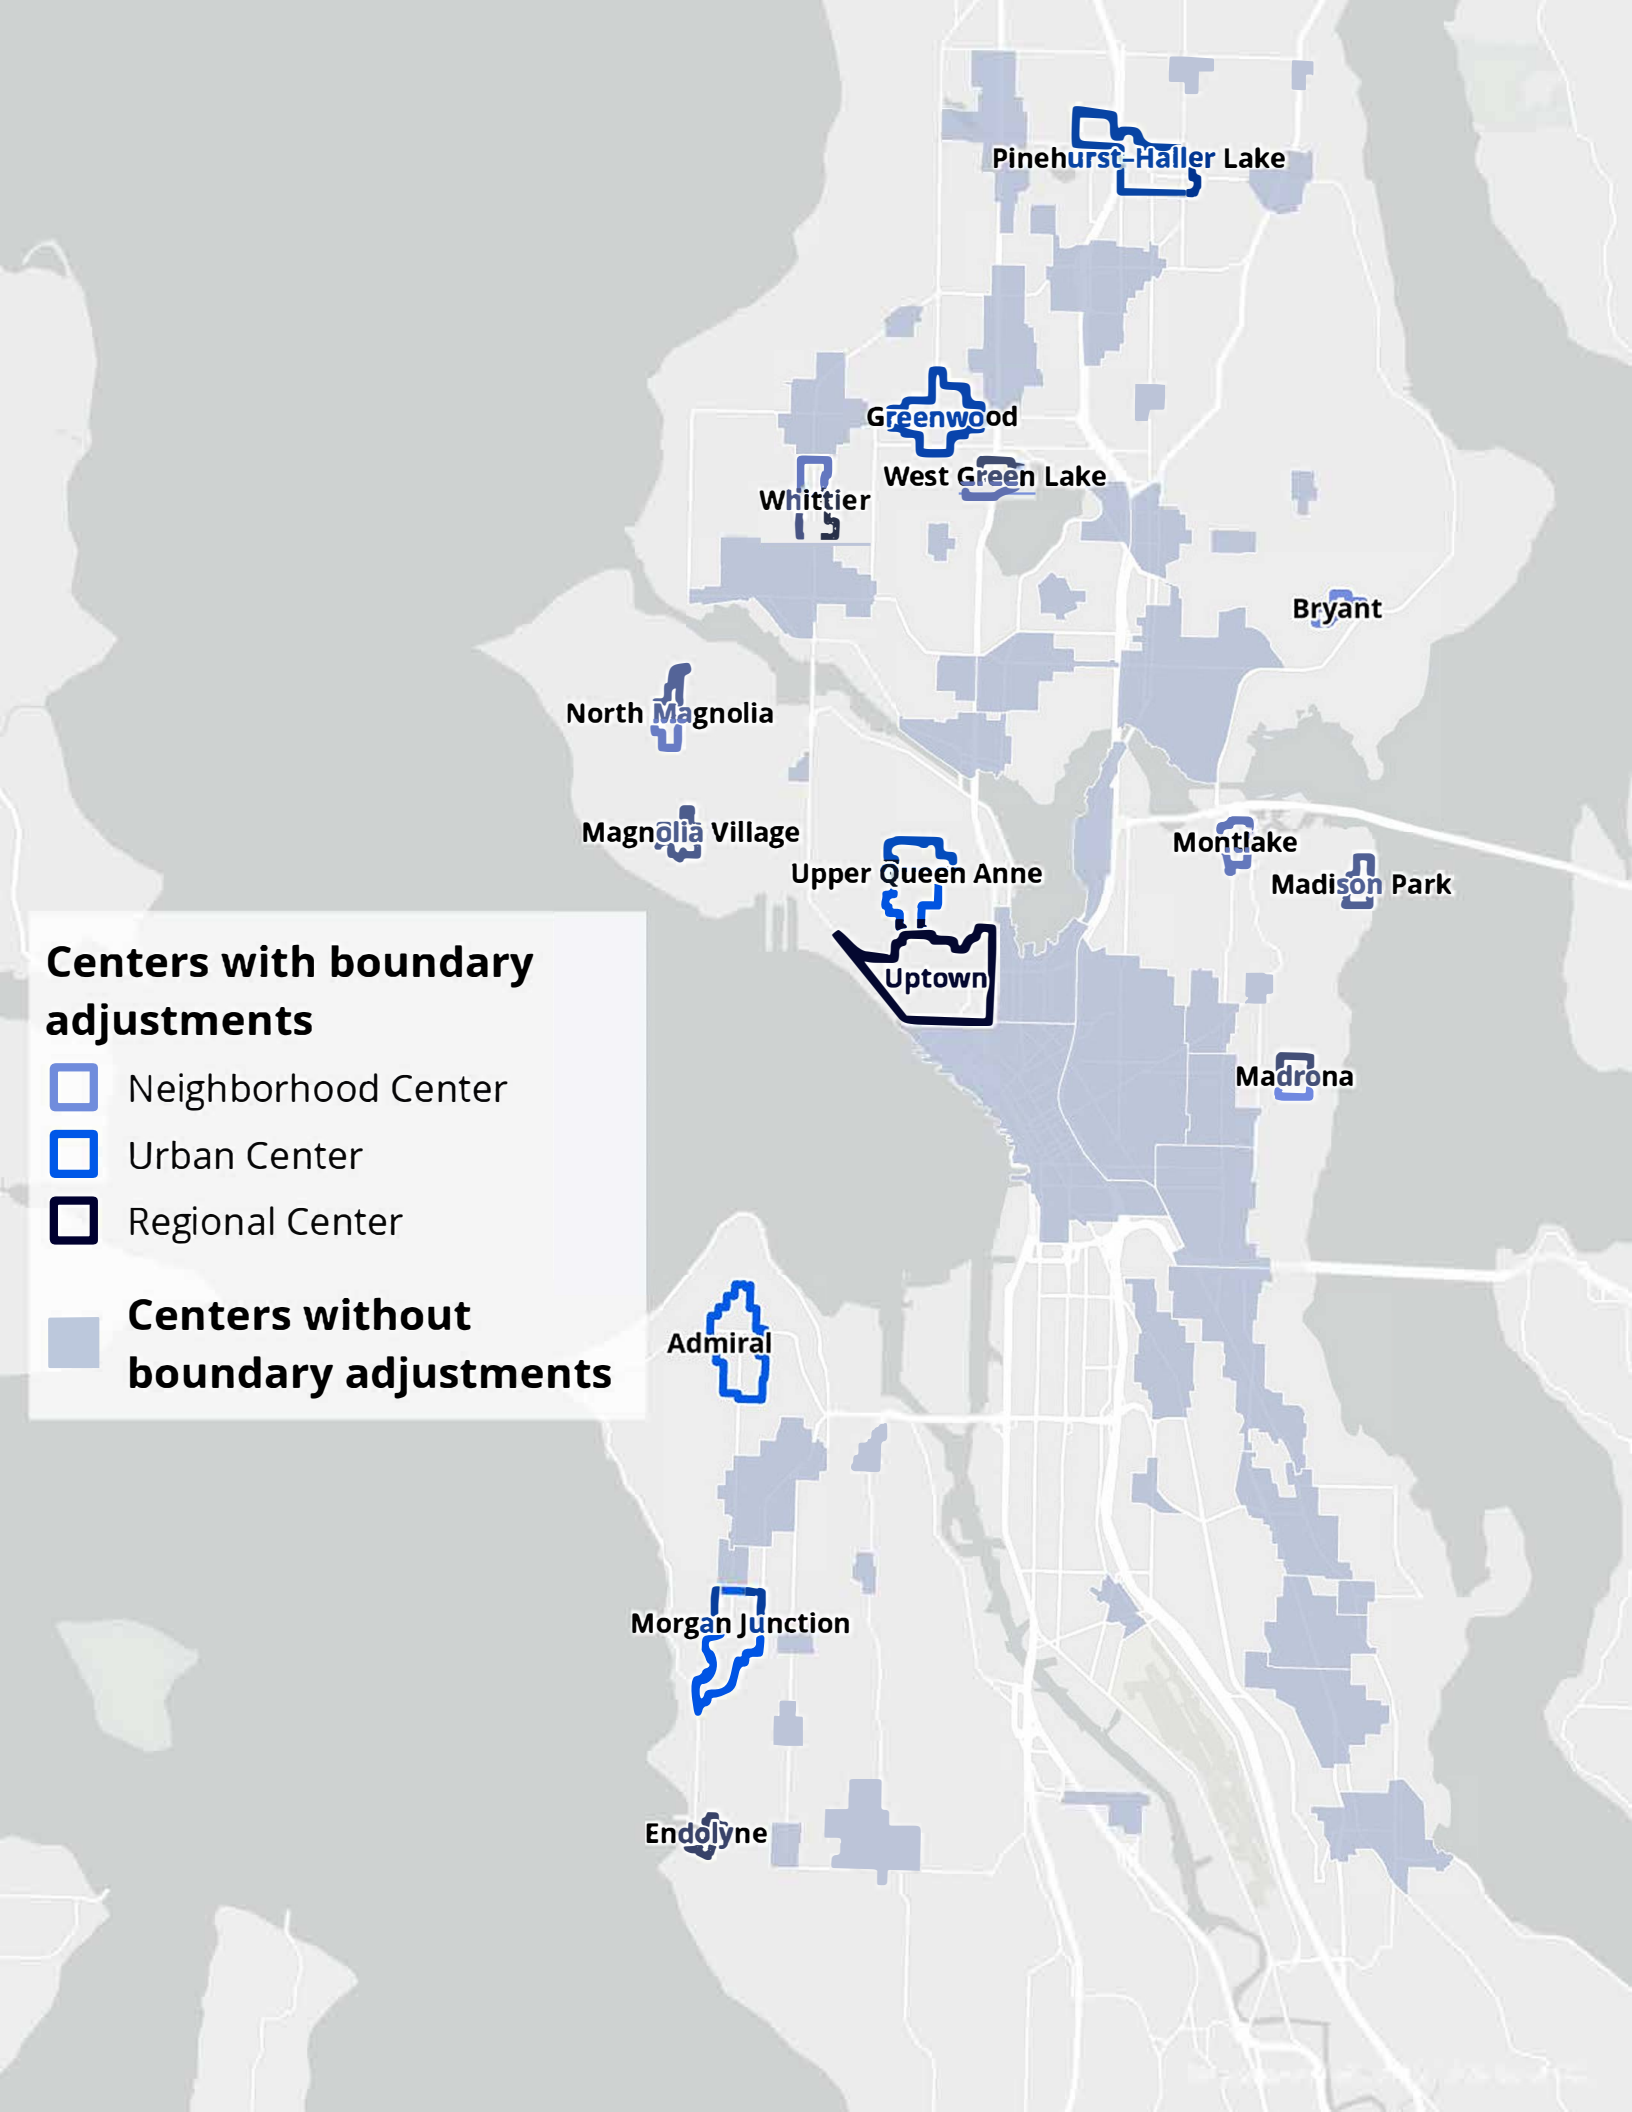 Pinehurst–Haller Lake
Greenwood
West Green Lake
Whittier
Bryant
North Magnolia
Magnolia Village
Montlake
Upper Queen Anne
Madison Park
Uptown
Madrona
Centers with boundary
adjustments
Neighborhood Center
Urban Center
Regional Center
Centers without
boundary adjustments
Admiral
Morgan Junction
Endolyne